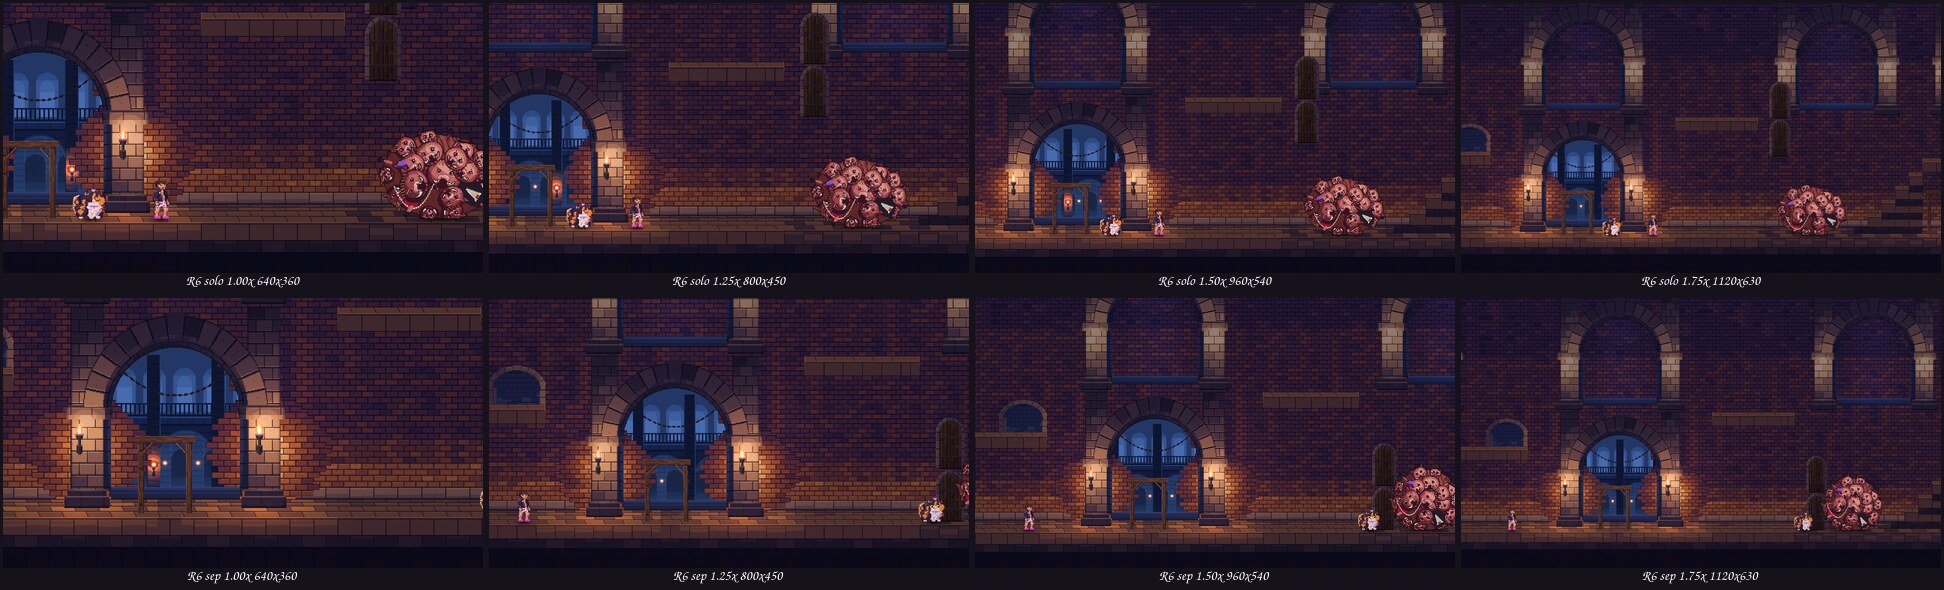 R6 solo 1.00x 640x360
R6 solo 1.25x 800x450
R6 solo 1.50x 960x540
R6 solo 1.75x 1120x630
R6 sep 1.00x 640x360
R6 sep 1.25x 800x450
R6 sep 1.50x 960x540
R6 sep 1.75x 1120x630